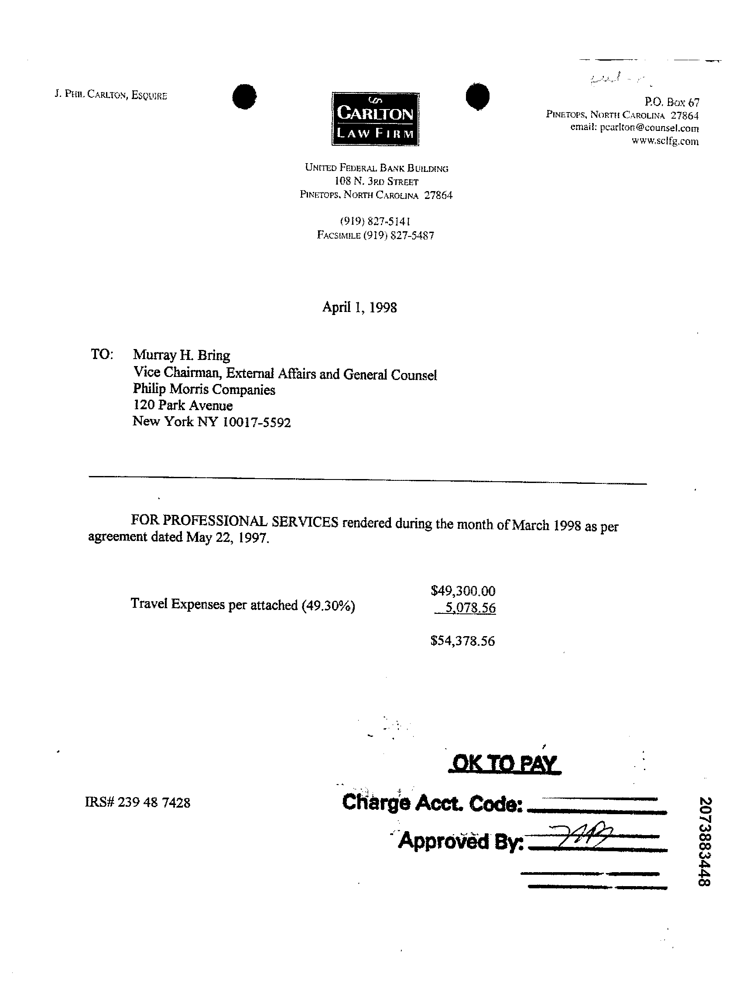 J. PHIL CARLTON, ESQUIRE
CARLTON
LAW FIRM
P.O. Box 67
PINETOPS, NORTH CAROLINA 27864
email: pcarlton@counsel.com
www.sclfg.com
UNITED FEDERAL BANK BUILDING
108 N. 3RD STREET
PINETOPS, NORTH CAROLINA 27864
(919) 827-5141
FACSIMILE (919) 827-5487
April 1, 1998
TO: Murray H. Bring
Vice Chairman, External Affairs and General Counsel
Philip Morris Companies
120 Park Avenue
New York NY 10017-5592
FOR PROFESSIONAL SERVICES rendered during the month of March 1998 as per
agreement dated May 22, 1997.
$49,300.00
Travel Expenses per attached (49.30%) 5,078.56
$54,378.56
OK TO PAY
IRS# 239 48 7428
Charge Acct. Code:
Approved By:
2073883448